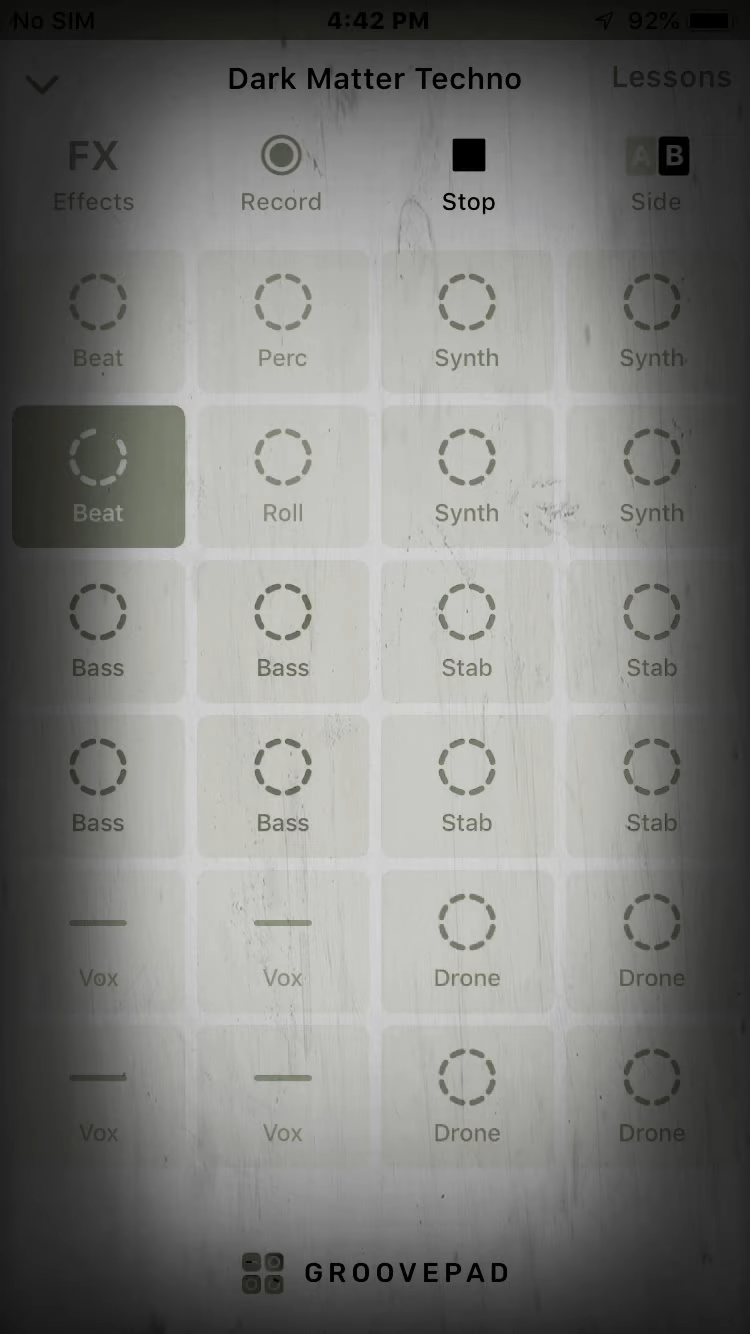 No SIM 4:42 PM 92%
Dark Matter Techno Lessons
FX A B
Effects Record Stop Side
Beat Perc Synth Synth
Beat Roll Synth Synth
Bass Bass Stab Stab
Bass Bass Stab Stab
Vox Vox Drone Drone
Vox Vox Drone Drone
GROOVEPAD